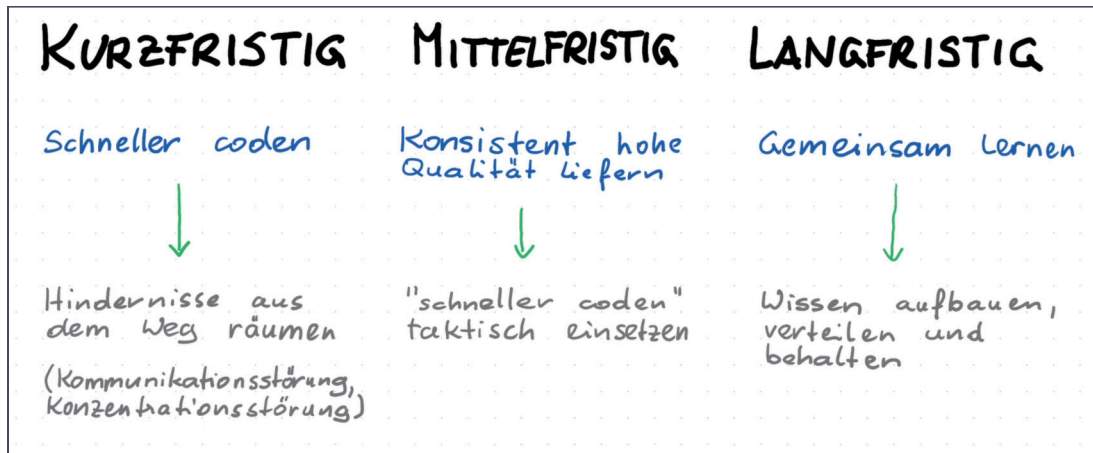 KURZFRISTIG
Schneller coden
Hindernisse aus
dem Weg räumen
(Kommunikationsstörung,
Konzentrationsstörung)
MITTELFRISTIG
Konsistent hohe
Qualität liefern
"schneller coden"
taktisch einsetzen
LANGFRISTIG
Gemeinsam lernen
Wissen aufbauen,
verteilen und
behalten